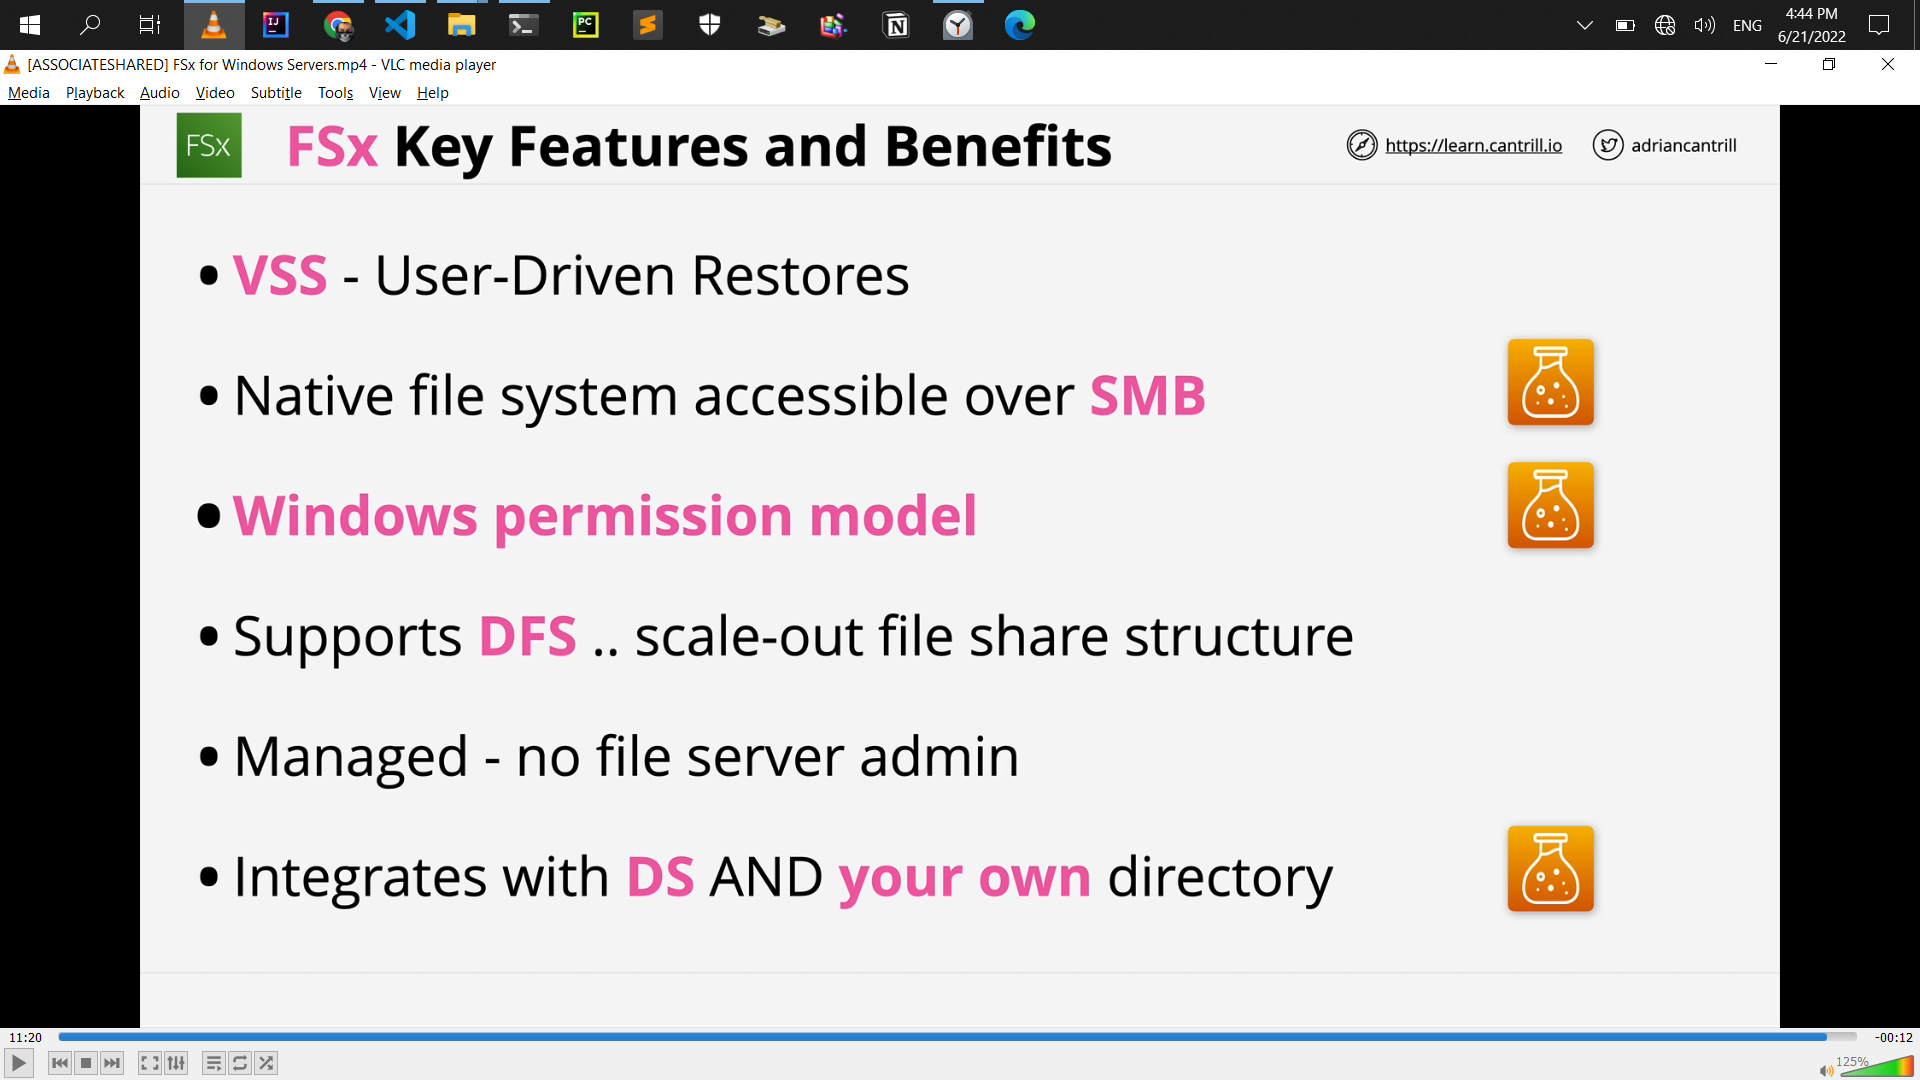 4:44 PM
ENG
6/21/2022
[ASSOCIATESHARED] FSx for Windows Servers.mp4 - VLC media player
Media Playback Audio Video Subtitle Tools View Help
FSx FSx Key Features and Benefits https://learn.cantrill.io adriancantrill
• VSS - User-Driven Restores
• Native file system accessible over SMB
• Windows permission model
• Supports DFS .. scale-out file share structure
• Managed - no file server admin
• Integrates with DS AND your own directory
11:20 -00:12
125%